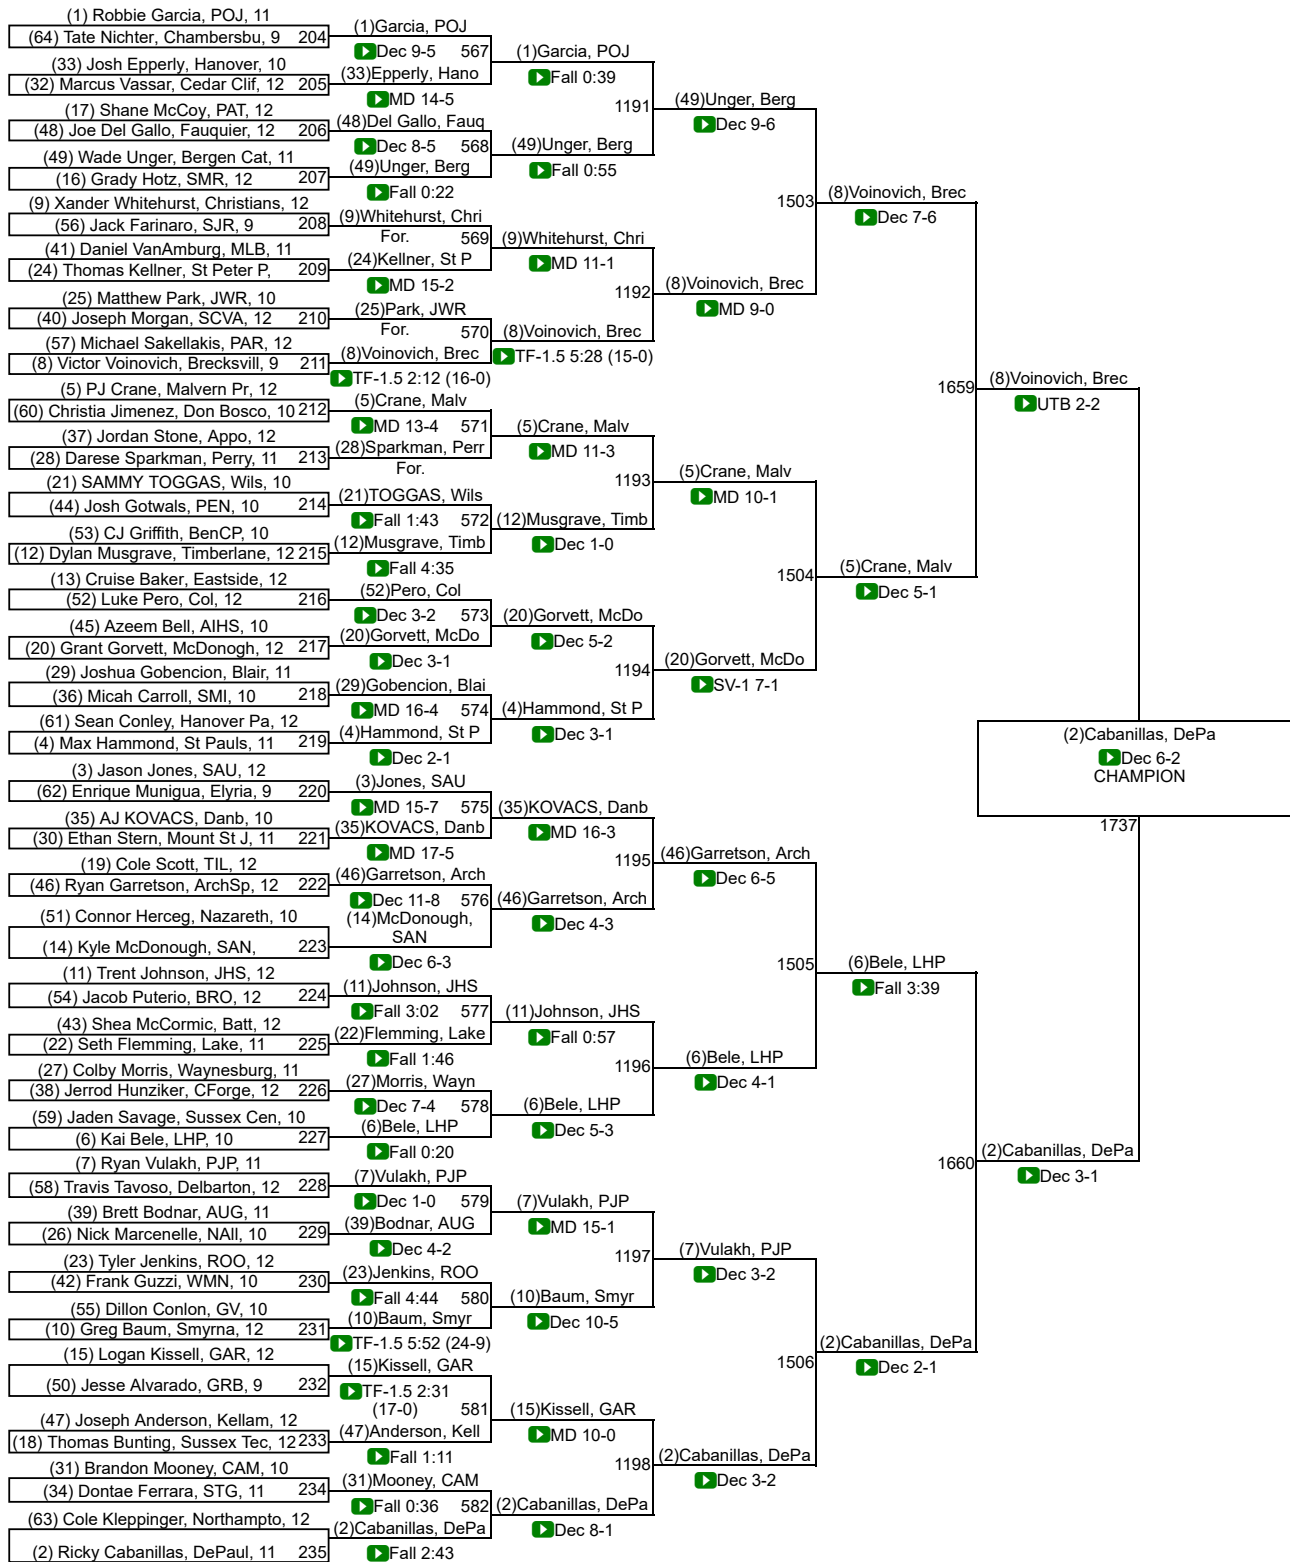 (1) Robbie Garcia, POJ, 11
(64) Tate Nichter, Chambersbu, 9 204
(33) Josh Epperly, Hanover, 10
(32) Marcus Vassar, Cedar Clif, 12 205
(17) Shane McCoy, PAT, 12
(48) Joe Del Gallo, Fauquier, 12 206
(49) Wade Unger, Bergen Cat, 11
(16) Grady Hotz, SMR, 12 207
(9) Xander Whitehurst, Christians, 12
(56) Jack Farinaro, SJR, 9 208
(41) Daniel VanAmburg, MLB, 11
(24) Thomas Kellner, St Peter P, 209
(25) Matthew Park, JWR, 10
(40) Joseph Morgan, SCVA, 12 210
(57) Michael Sakellakis, PAR, 12
(8) Victor Voinovich, Brecksvill, 9 211
(5) PJ Crane, Malvern Pr, 12
(60) Christia Jimenez, Don Bosco, 10 212
(37) Jordan Stone, Appo, 12
(28) Darese Sparkman, Perry, 11 213
(21) SAMMY TOGGAS, Wils, 10
(44) Josh Gotwals, PEN, 10 214
(53) CJ Griffith, BenCP, 10
(12) Dylan Musgrave, Timberlane, 12 215
(13) Cruise Baker, Eastside, 12
(52) Luke Pero, Col, 12 216
(45) Azeem Bell, AIHS, 10
(20) Grant Gorvett, McDonogh, 12 217
(29) Joshua Gobencion, Blair, 11
(36) Micah Carroll, SMI, 10 218
(61) Sean Conley, Hanover Pa, 12
(4) Max Hammond, St Pauls, 11 219
(3) Jason Jones, SAU, 12
(62) Enrique Munigua, Elyria, 9 220
(35) AJ KOVACS, Danb, 10
(30) Ethan Stern, Mount St J, 11 221
(19) Cole Scott, TIL, 12
(46) Ryan Garretson, ArchSp, 12 222
(51) Connor Herceg, Nazareth, 10
(14) Kyle McDonough, SAN, 223
(11) Trent Johnson, JHS, 12
(54) Jacob Puterio, BRO, 12 224
(43) Shea McCormic, Batt, 12
(22) Seth Flemming, Lake, 11 225
(27) Colby Morris, Waynesburg, 11
(38) Jerrod Hunziker, CForge, 12 226
(59) Jaden Savage, Sussex Cen, 10
(6) Kai Bele, LHP, 10 227
(7) Ryan Vulakh, PJP, 11
(58) Travis Tavoso, Delbarton, 12 228
(39) Brett Bodnar, AUG, 11
(26) Nick Marcenelle, NAll, 10 229
(23) Tyler Jenkins, ROO, 12
(42) Frank Guzzi, WMN, 10 230
(55) Dillon Conlon, GV, 10
(10) Greg Baum, Smyrna, 12 231
(15) Logan Kissell, GAR, 12
(50) Jesse Alvarado, GRB, 9 232
(47) Joseph Anderson, Kellam, 12
(18) Thomas Bunting, Sussex Tec, 12 233
(31) Brandon Mooney, CAM, 10
(34) Dontae Ferrara, STG, 11 234
(63) Cole Kleppinger, Northampto, 12
(2) Ricky Cabanillas, DePaul, 11 235
(1)Garcia, POJ
Dec 9-5 567
(33)Epperly, Hano
MD 14-5
(48)Del Gallo, Fauq
Dec 8-5 568
(49)Unger, Berg
Fall 0:22
(9)Whitehurst, Chri
For. 569
(24)Kellner, St P
MD 15-2
(25)Park, JWR
For. 570
(8)Voinovich, Brec
TF-1.5 2:12 (16-0)
(5)Crane, Malv
MD 13-4 571
(28)Sparkman, Perr
For.
(21)TOGGAS, Wils
Fall 1:43 572
(12)Musgrave, Timb
Fall 4:35
(52)Pero, Col
Dec 3-2 573
(20)Gorvett, McDo
Dec 3-1
(29)Gobencion, Blai
MD 16-4 574
(4)Hammond, St P
Dec 2-1
(3)Jones, SAU
MD 15-7 575
(35)KOVACS, Danb
MD 17-5
(46)Garretson, Arch
Dec 11-8 576
(14)McDonough,
SAN
Dec 6-3
(11)Johnson, JHS
Fall 3:02 577
(22)Flemming, Lake
Fall 1:46
(27)Morris, Wayn
Dec 7-4 578
(6)Bele, LHP
Fall 0:20
(7)Vulakh, PJP
Dec 1-0 579
(39)Bodnar, AUG
Dec 4-2
(23)Jenkins, ROO
Fall 4:44 580
(10)Baum, Smyr
TF-1.5 5:52 (24-9)
(15)Kissell, GAR
TF-1.5 2:31
(17-0) 581
(47)Anderson, Kell
Fall 1:11
(31)Mooney, CAM
Fall 0:36 582
(2)Cabanillas, DePa
Fall 2:43
(1)Garcia, POJ
Fall 0:39
1191
(49)Unger, Berg
Fall 0:55
(9)Whitehurst, Chri
MD 11-1
1192
(8)Voinovich, Brec
TF-1.5 5:28 (15-0)
(5)Crane, Malv
MD 11-3
1193
(12)Musgrave, Timb
Dec 1-0
(20)Gorvett, McDo
Dec 5-2
1194
(4)Hammond, St P
Dec 3-1
(35)KOVACS, Danb
MD 16-3
1195
(46)Garretson, Arch
Dec 4-3
(11)Johnson, JHS
Fall 0:57
1196
(6)Bele, LHP
Dec 5-3
(7)Vulakh, PJP
MD 15-1
1197
(10)Baum, Smyr
Dec 10-5
(15)Kissell, GAR
MD 10-0
1198
(2)Cabanillas, DePa
Dec 8-1
(49)Unger, Berg
Dec 9-6
1503
(8)Voinovich, Brec
MD 9-0
(5)Crane, Malv
MD 10-1
1504
(20)Gorvett, McDo
SV-1 7-1
(46)Garretson, Arch
Dec 6-5
1505
(6)Bele, LHP
Dec 4-1
(7)Vulakh, PJP
Dec 3-2
1506
(2)Cabanillas, DePa
Dec 3-2
(8)Voinovich, Brec
Dec 7-6
1659
(5)Crane, Malv
Dec 5-1
(6)Bele, LHP
Fall 3:39
1660
(2)Cabanillas, DePa
Dec 2-1
(8)Voinovich, Brec
UTB 2-2
(2)Cabanillas, DePa
Dec 3-1
(2)Cabanillas, DePa
Dec 6-2
CHAMPION
1737